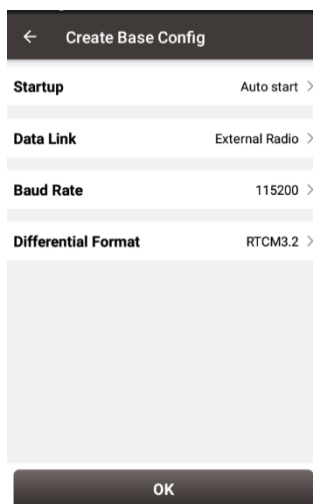 Create Base Config
Startup Auto start
Data Link External Radio
Baud Rate 115200
Differential Format RTCM3.2
OK